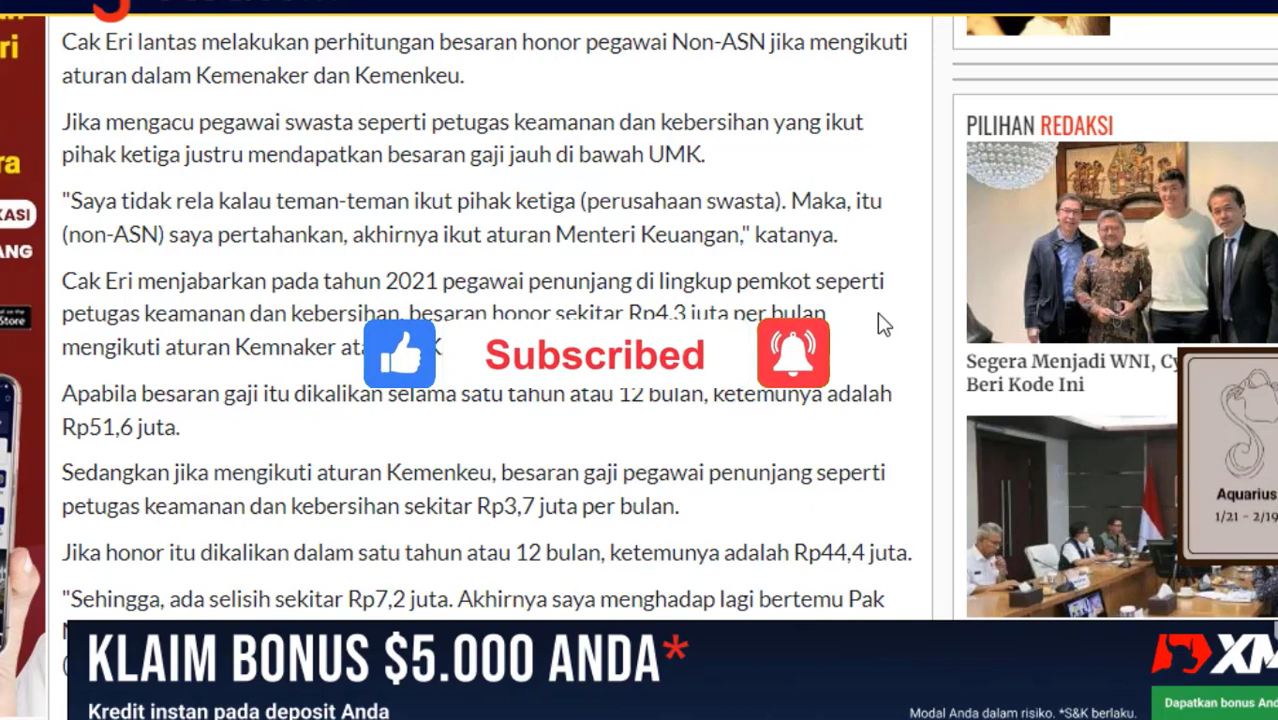 Cak Eri lantas melakukan perhitungan besaran honor pegawai Non-ASN jika mengikuti
aturan dalam Kemenaker dan Kemenkeu.
Jika mengacu pegawai swasta seperti petugas keamanan dan kebersihan yang ikut
pihak ketiga justru mendapatkan besaran gaji jauh di bawah UMK.
"Saya tidak rela kalau teman-teman ikut pihak ketiga (perusahaan swasta). Maka, itu
(non-ASN) saya pertahankan, akhirnya ikut aturan Menteri Keuangan," katanya.
Cak Eri menjabarkan pada tahun 2021 pegawai penunjang di lingkup pemkot seperti
petugas keamanan dan kebersihan, besaran honor sekitar Rp4,3 juta per bulan
mengikuti aturan Kemnaker
Subscribed
Apabila besaran gaji itu dikalikan selama satu tahun atau 12 bulan, ketemunya adalah
Rp51,6 juta.
Sedangkan jika mengikuti aturan Kemenkeu, besaran gaji pegawai penunjang seperti
petugas keamanan dan kebersihan sekitar Rp3,7 juta per bulan.
Jika honor itu dikalikan dalam satu tahun atau 12 bulan, ketemunya adalah Rp44,4 juta.
"Sehingga, ada selisih sekitar Rp7,2 juta. Akhirnya saya menghadap lagi bertemu Pak
PILIHAN REDAKSI
Segera Menjadi WNI,
Beri Kode Ini
Aquarius
1/21 - 2/19
KASI
ANG
Store
KLAIM BONUS $5.000 ANDA*
Kredit instan pada deposit Anda
XM
Dapatkan bonus
Modal Anda dalam risiko. *S&K berlaku.